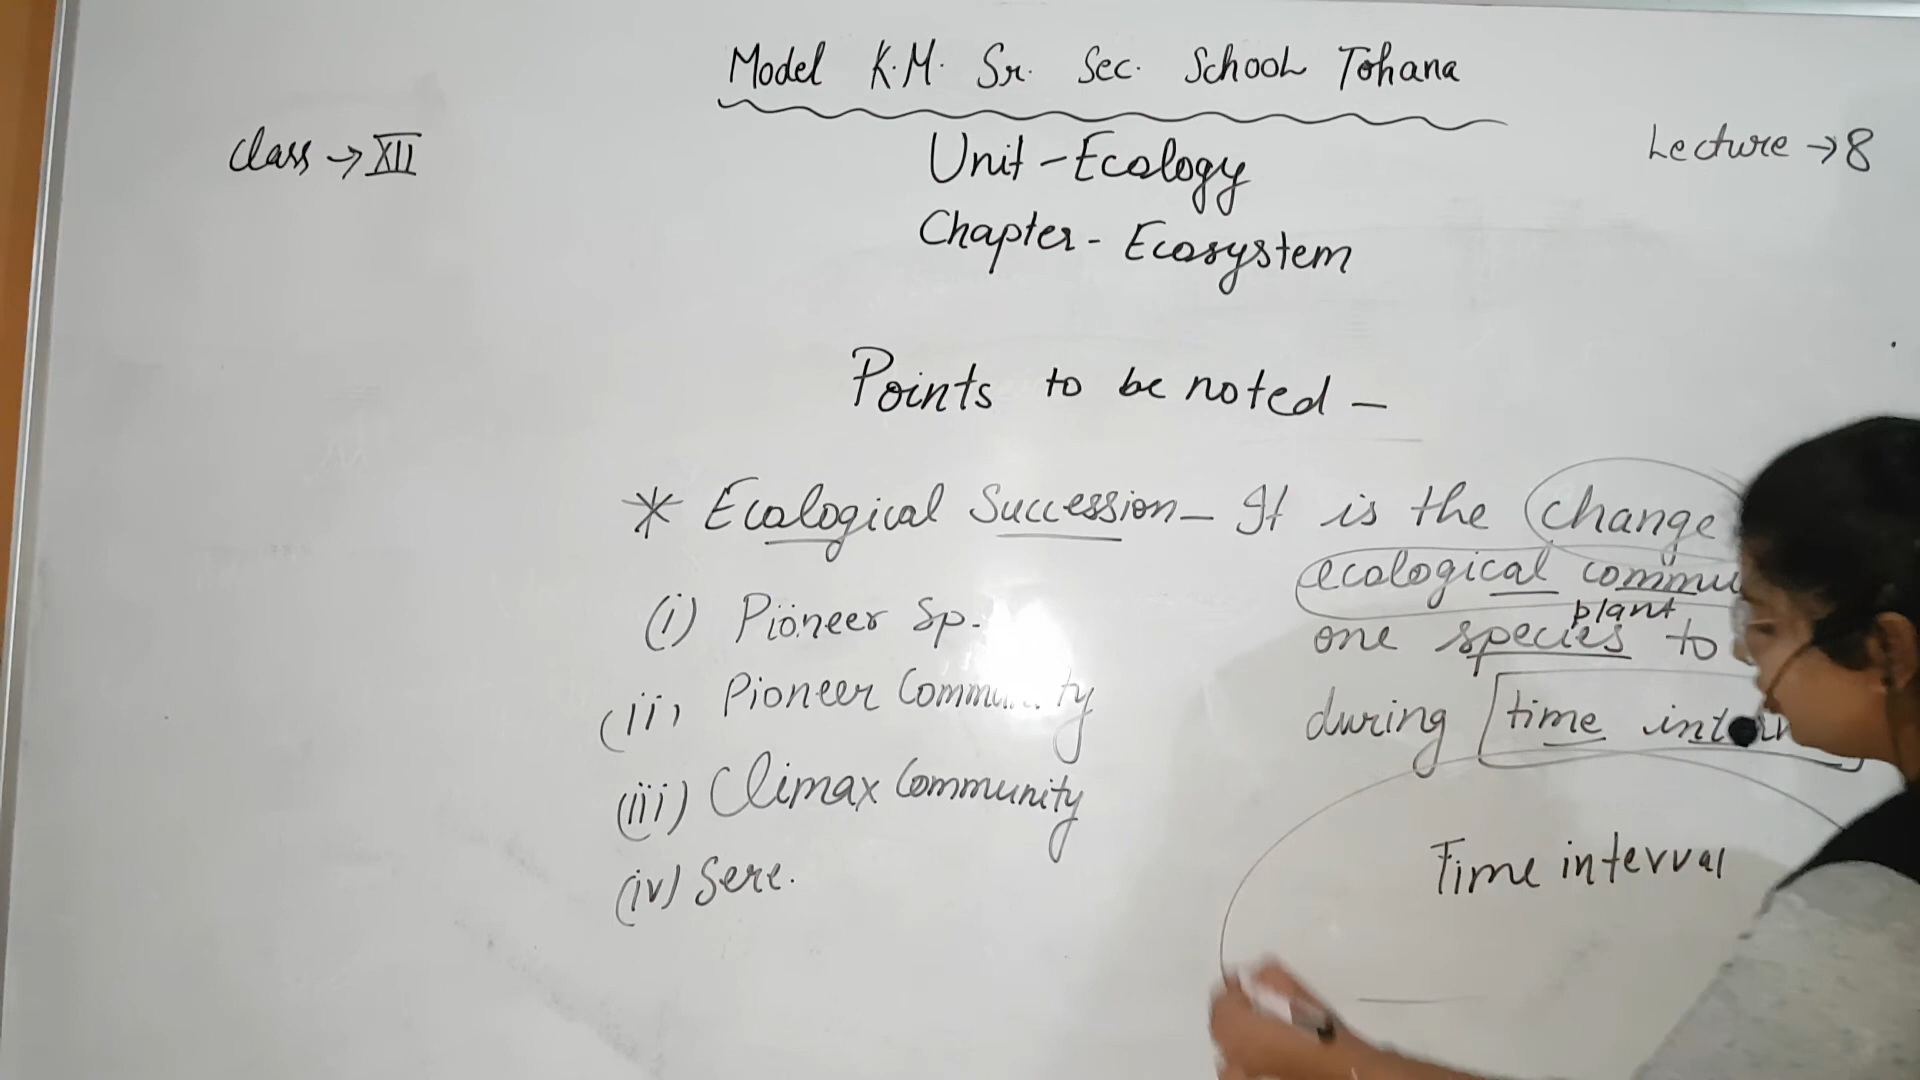 Model K.M. Sr. Sec. School Tohana
Class → XII
Lecture → 8
Unit - Ecology
Chapter - Ecosystem
Points to be noted -
* Ecological Succession - It is the change
ecological
plant
one species to
during time
(i) Pioneer Sp.
(ii) Pioneer Community
(iii) Climax Community
(iv) Sere.
Time interval